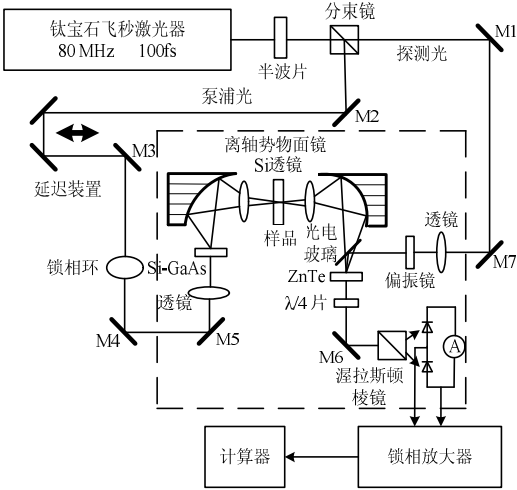 钛宝石飞秒激光器
80 MHz 100fs
分束镜
M1
半波片
探测光
泵浦光
M2
M3
延迟装置
离轴势物面镜
Si透镜
样品
光电
玻璃
透镜
偏振镜
M7
锁相环
Si-GaAs
ZnTe
透镜
λ/4 片
M4
M5
M6
A
渥拉斯顿
棱镜
计算器
锁相放大器